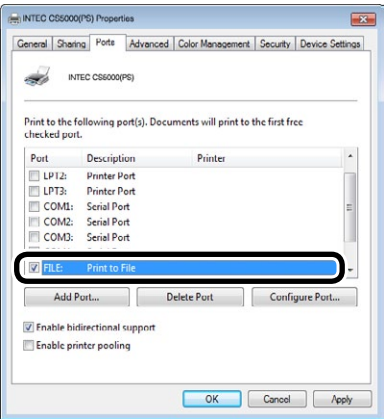 INTEC CS5000(PS) Properties
General Sharing Ports Advanced Color Management Security Device Settings
INTEC CS6000(PS)
Print to the following port(s). Documents will print to the first free
checked port.
Port Description Printer
LPT2: Printer Port
LPT3: Printer Port
COM1: Serial Port
COM2: Serial Port
COM3: Serial Port
FILE: Print to File
Add Port... Delete Port Configure Port...
Enable bidirectional support
Enable printer pooling
OK Cancel Apply